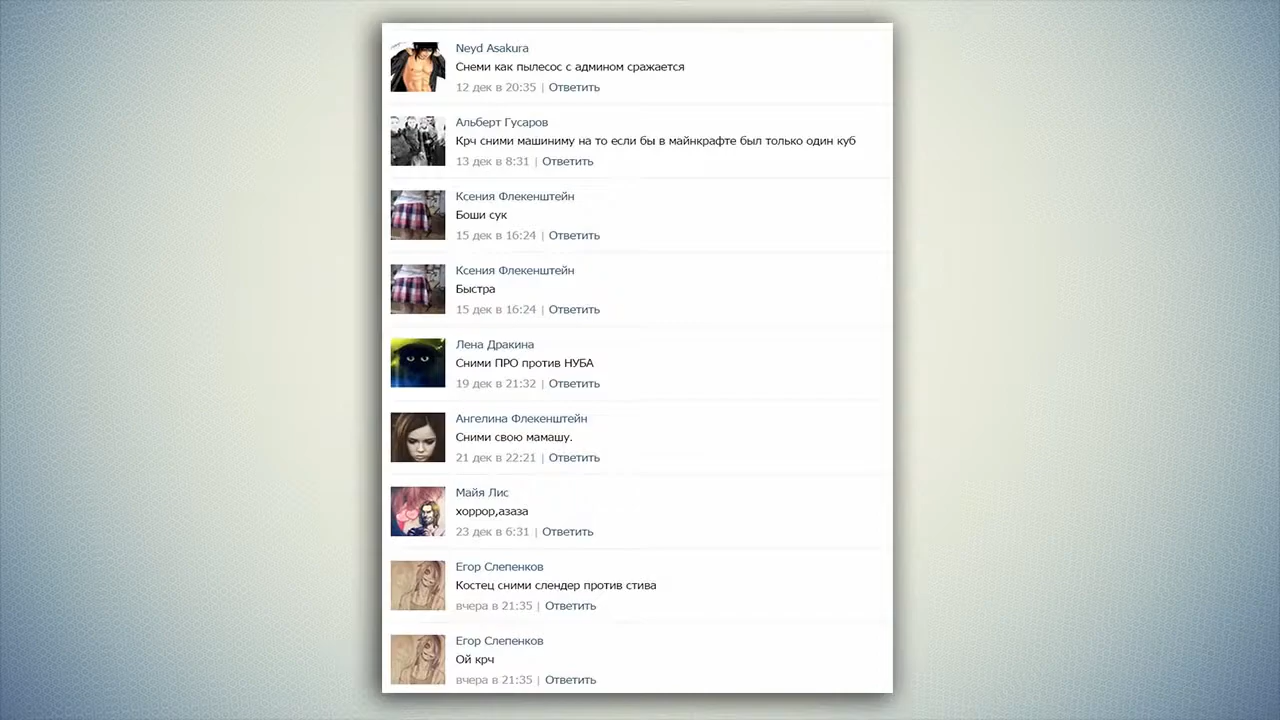 Neyd Asakura
Снеми как пылесос с админом сражается
12 дек в 20:35 | Ответить
Альберт Гусаров
Крч сними машиниму на то если бы в майнкрафте был только один куб
13 дек в 8:31 | Ответить
Ксения Флекенштейн
Боши сук
15 дек в 16:24 | Ответить
Ксения Флекенштейн
Быстра
15 дек в 16:24 | Ответить
Лена Дракина
Сними ПРО против НУБА
19 дек в 21:32 | Ответить
Ангелина Флекенштейн
Сними свою мамашу.
21 дек в 22:21 | Ответить
Майя Лис
хоррор,азаза
23 дек в 6:31 | Ответить
Егор Слепенков
Костец сними слендер против стива
вчера в 21:35 | Ответить
Егор Слепенков
Ой крч
вчера в 21:35 | Ответить